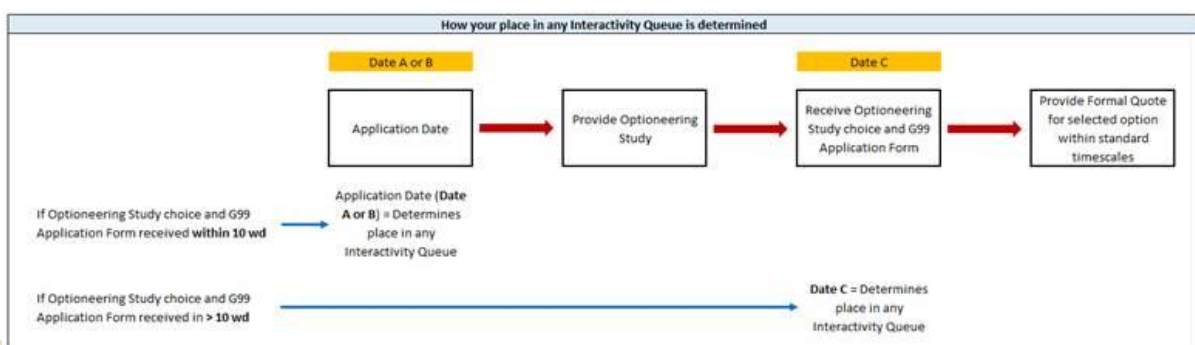 How your place in any Interactivity Queue is determined
Date A or B
Date C
Application Date
Provide Optioneering
Study
Receive Optioneering
Study choice and G99
Application Form
Provide Formal Quote
for selected option
within standard
timescales
If Optioneering Study choice and G99
Application Form received within 10 wd
Application Date (Date
A or B) = Determines
place in any
Interactivity Queue
If Optioneering Study choice and G99
Application Form received in > 10 wd
Date C = Determines
place in any
Interactivity Queue